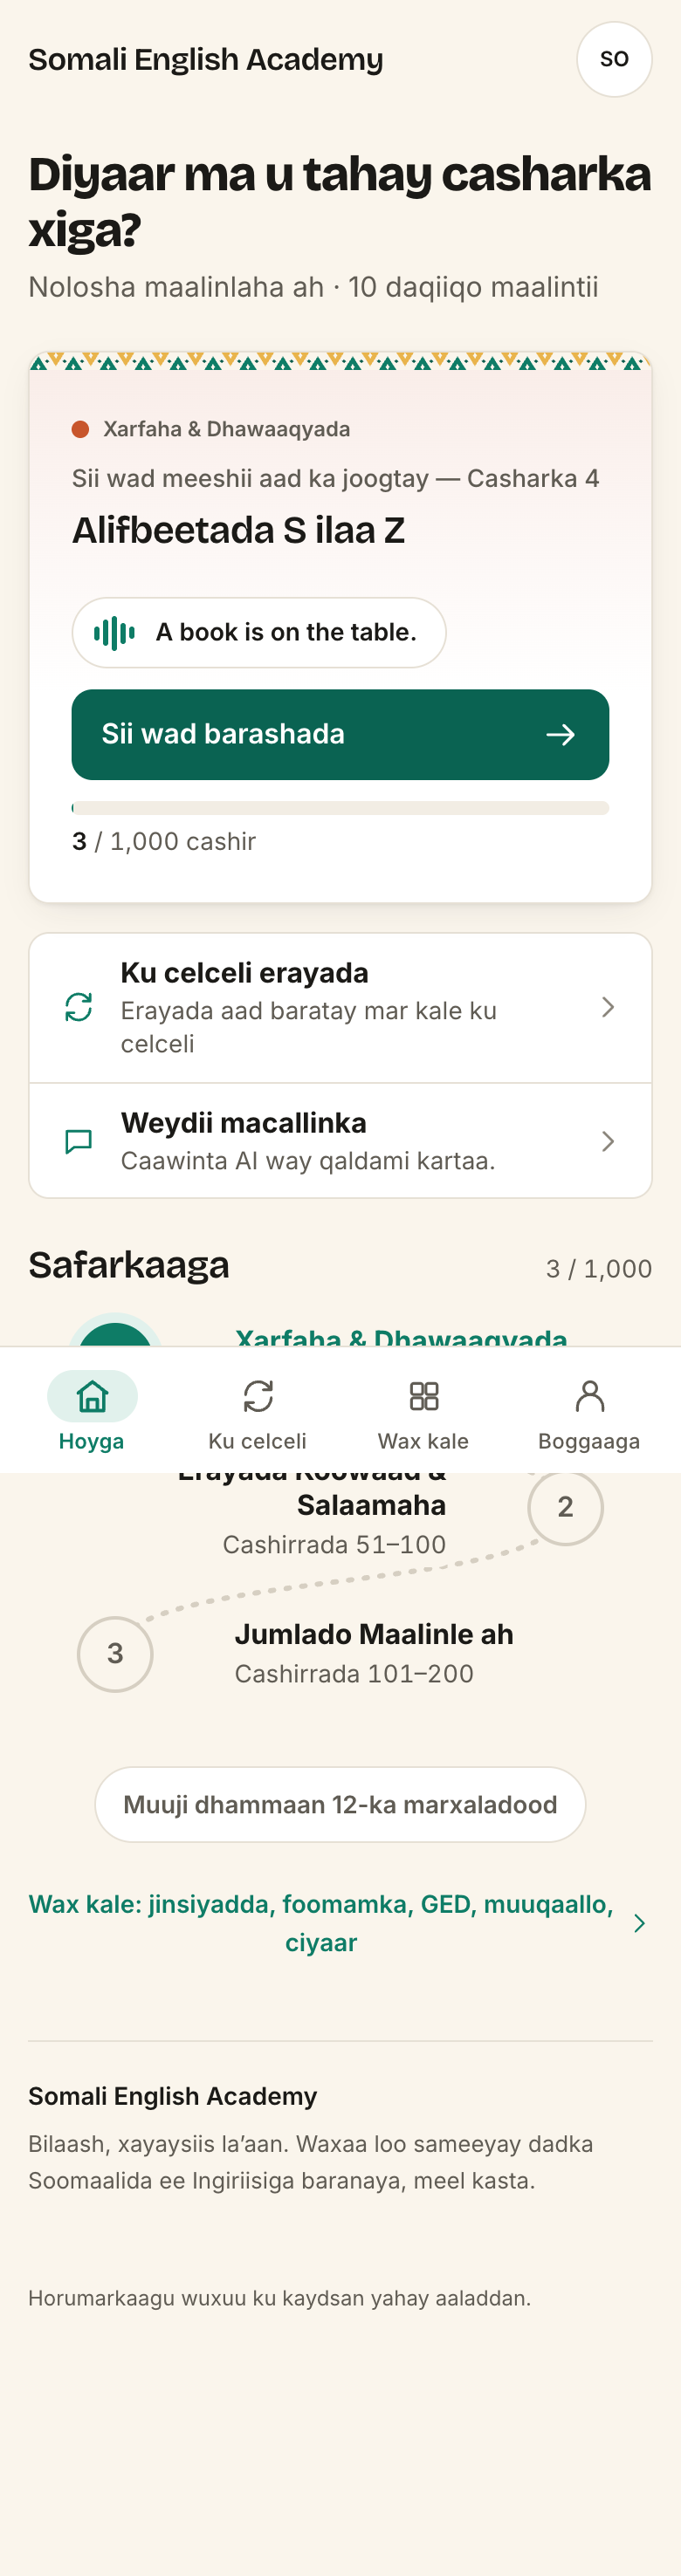 Somali English Academy
SO
Diyaar ma u tahay casharka
xiga?
Nolosha maalinlaha ah · 10 daqiiqo maalintii
Xarfaha & Dhawaaqyada
Sii wad meeshii aad ka joogtay — Casharka 4
Alifbeetada S ilaa Z
A book is on the table.
Sii wad barashada
3 / 1,000 cashir
Ku celceli erayada
Erayada aad baratay mar kale ku
celceli
Weydii macallinka
Caawinta AI way qaldami kartaa.
Safarkaaga
3 / 1,000
Xarfaha & Dhawaaqyada
Hoyga
Ku celceli
Wax kale
Boggaaga
Erayada Koowaad &
Salaamaha
2
Cashirrada 51–100
3
Jumlado Maalinle ah
Cashirrada 101–200
Muuji dhammaan 12-ka marxaladood
Wax kale: jinsiyadda, foomamka, GED, muuqaallo,
ciyaar
Somali English Academy
Bilaash, xayaysiis la’aan. Waxaa loo sameeyay dadka
Soomaalida ee Ingiriisiga baranaya, meel kasta.
Horumarkaagu wuxuu ku kaydsan yahay aaladdan.